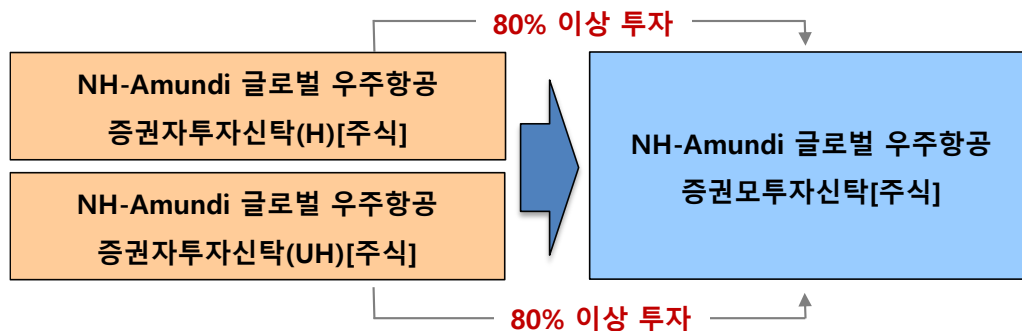 80% 이상 투자
NH-Amundi 글로벌 우주항공
증권자투자신탁(H)[주식]
NH-Amundi 글로벌 우주항공
증권자투자신탁(UH)[주식]
NH-Amundi 글로벌 우주항공
증권모투자신탁[주식]
80% 이상 투자